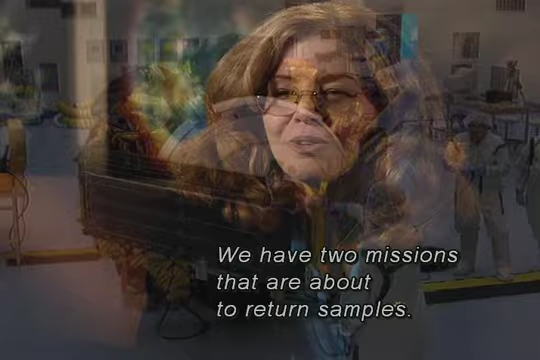 We have two missions
that are about
to return samples.